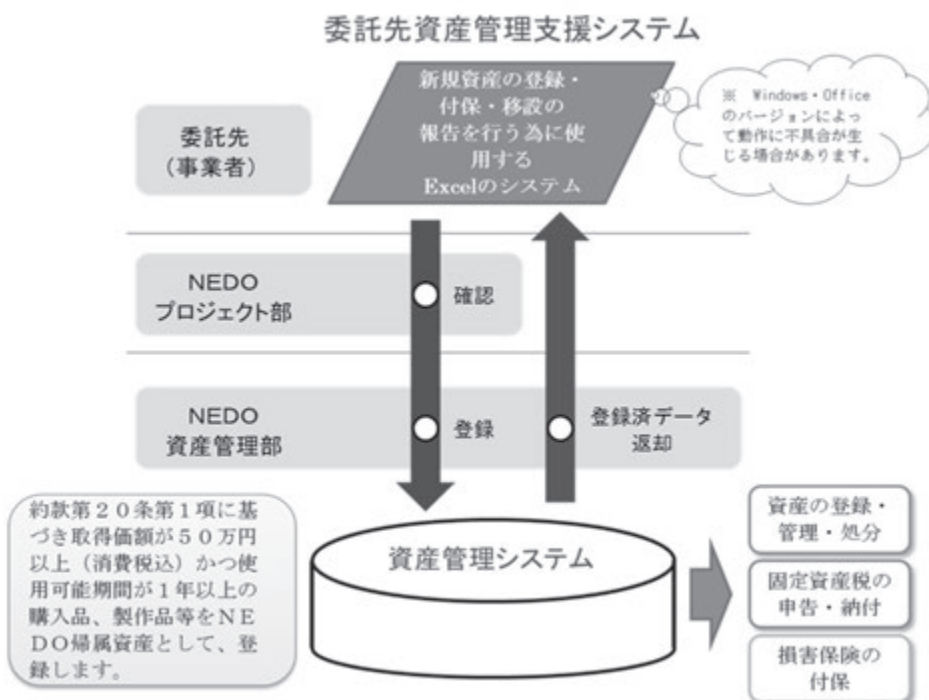 委託先資産管理支援システム
新規資産の登録・
付保・移設の
報告を行う為に使
用する
Excelのシステム
※ Windows・Office
のバージョンによっ
て動作に不具合が生
じる場合があります。
委託先
(事業者)
NEDO
プロジェクト部
確認
NEDO
資産管理部
登録
登録済データ
返却
約款第20条第1項に基
づき取得価額が50万円
以上(消費税込)かつ使
用可能期間が1年以上の
購入品、製作品等をNE
DO帰属資産として、登
録します。
資産管理システム
資産の登録・
管理・処分
固定資産税の
申告・納付
損害保険の
付保